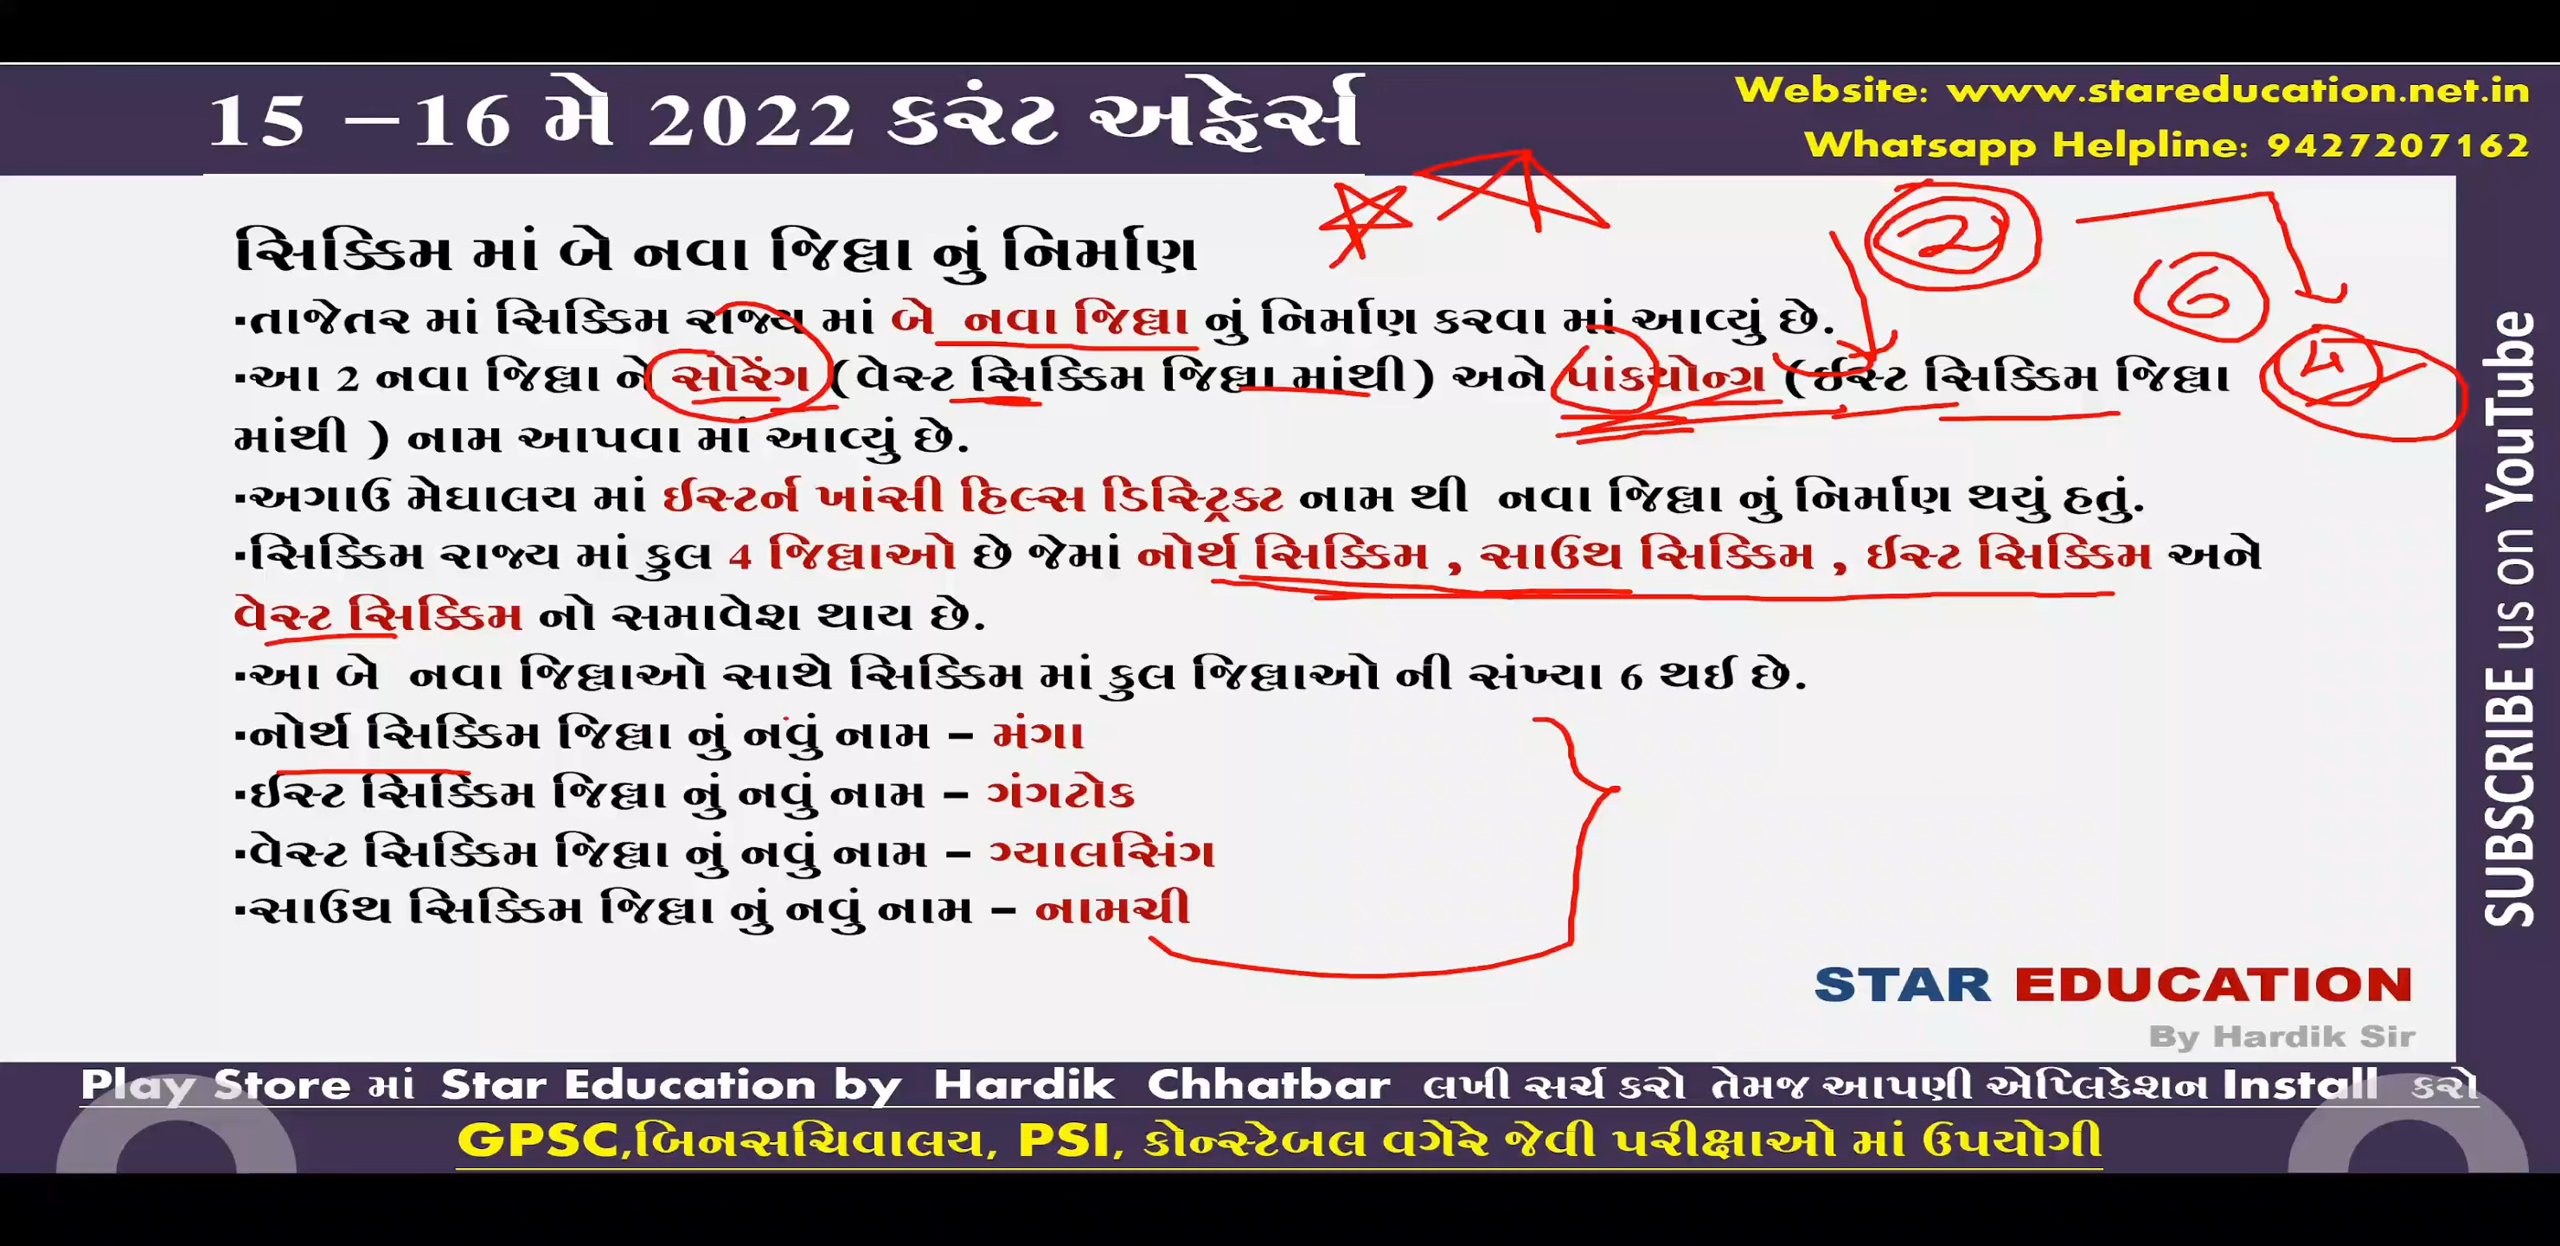 15 –16 મે 2022 કરંટ અફેર્સ
Website: www.stareducation.net.in
Whatsapp Helpline: 9427207162
સિક્કિમ માં બે નવા જિલ્લા નું નિર્માણ
2
6
4
▪તાજેતર માં સિક્કિમ રાજ્ય માં બે નવા જિલ્લા નું નિર્માણ કરવા માં આવ્યું છે.
▪આ 2 નવા જિલ્લા ને સોરેંગ (વેસ્ટ સિક્કિમ જિલ્લા માંથી) અને પાંકયોન્ગ (ઈસ્ટ સિક્કિમ જિલ્લા
માંથી ) નામ આપવા માં આવ્યું છે.
▪અગાઉ મેઘાલય માં ઈસ્ટર્ન ખાંસી હિલ્સ ડિસ્ટ્રિક્ટ નામ થી નવા જિલ્લા નું નિર્માણ થયું હતું.
▪સિક્કિમ રાજ્ય માં કુલ 4 જિલ્લાઓ છે જેમાં નોર્થ સિક્કિમ , સાઉથ સિક્કિમ , ઈસ્ટ સિક્કિમ અને
વેસ્ટ સિક્કિમ નો સમાવેશ થાય છે.
▪આ બે નવા જિલ્લાઓ સાથે સિક્કિમ માં કુલ જિલ્લાઓ ની સંખ્યા 6 થઈ છે.
▪નોર્થ સિક્કિમ જિલ્લા નું નવું નામ – મંગા
▪ઈસ્ટ સિક્કિમ જિલ્લા નું નવું નામ – ગંગટોક
▪વેસ્ટ સિક્કિમ જિલ્લા નું નવું નામ – ગ્યાલસિંગ
▪સાઉથ સિક્કિમ જિલ્લા નું નવું નામ – નામચી
SUBSCRIBE us on YouTube
STAR EDUCATION
By Hardik Sir
Play Store માં Star Education by Hardik Chhatbar લખી સર્ચ કરો તેમજ આપણી એપ્લિકેશન Install કરો
GPSC,બિનસચિવાલય, PSI, કોન્સ્ટેબલ વગેરે જેવી પરીક્ષાઓ માં ઉપયોગી